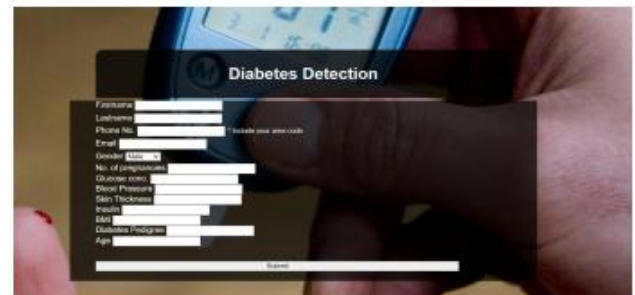 Diabetes Detection
Firstname
Lastname
Phone No. * Include your area code
Email
Gender Male
No. of pregnancies
Glucose conc.
Blood Pressure
Skin Thickness
Insulin
BMI
Diabetes Pedigree
Age
Submit